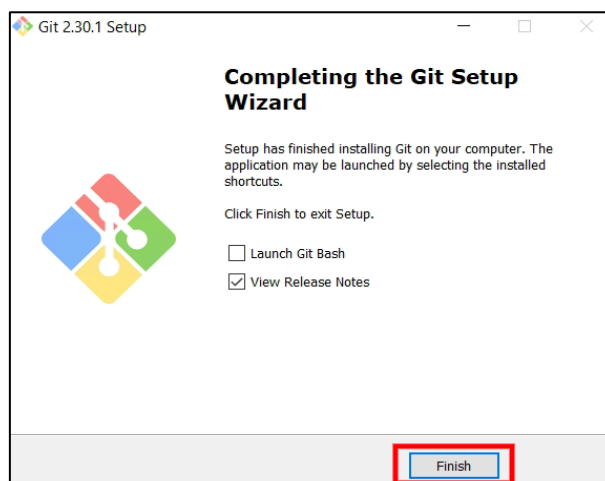 Git 2.30.1 Setup
Completing the Git Setup
Wizard
Setup has finished installing Git on your computer. The
application may be launched by selecting the installed
shortcuts.
Click Finish to exit Setup.
Launch Git Bash
View Release Notes
Finish